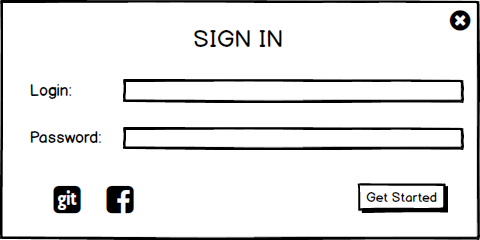 SIGN IN
Login:
Password:
git
Get Started